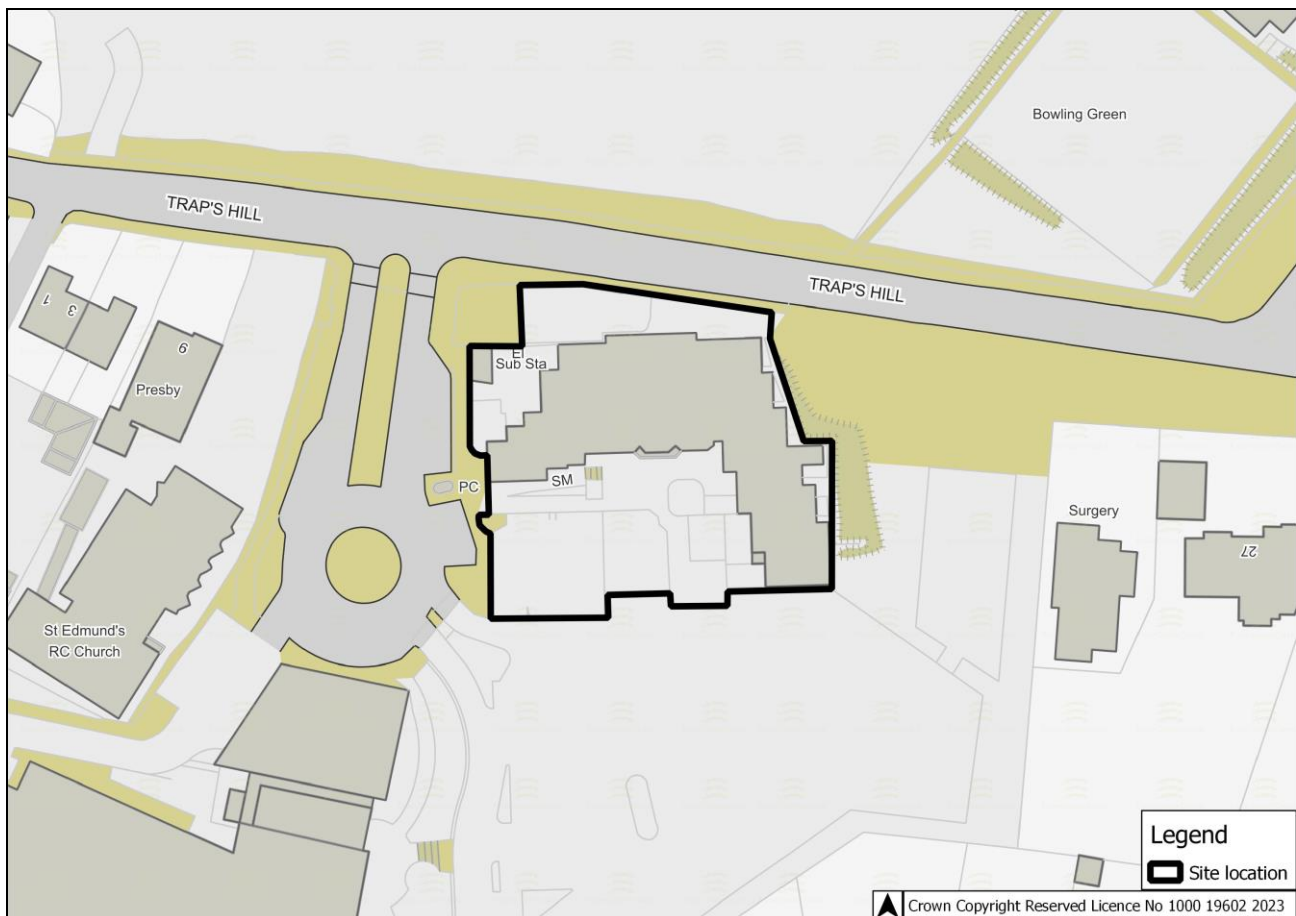 Bowling Green
TRAP'S HILL
TRAP'S HILL
1
3
9
Presby
El
Sub Sta
PC
SM
Surgery
27
St Edmund's
RC Church
Legend
Site location
Crown Copyright Reserved Licence No 1000 19602 2023